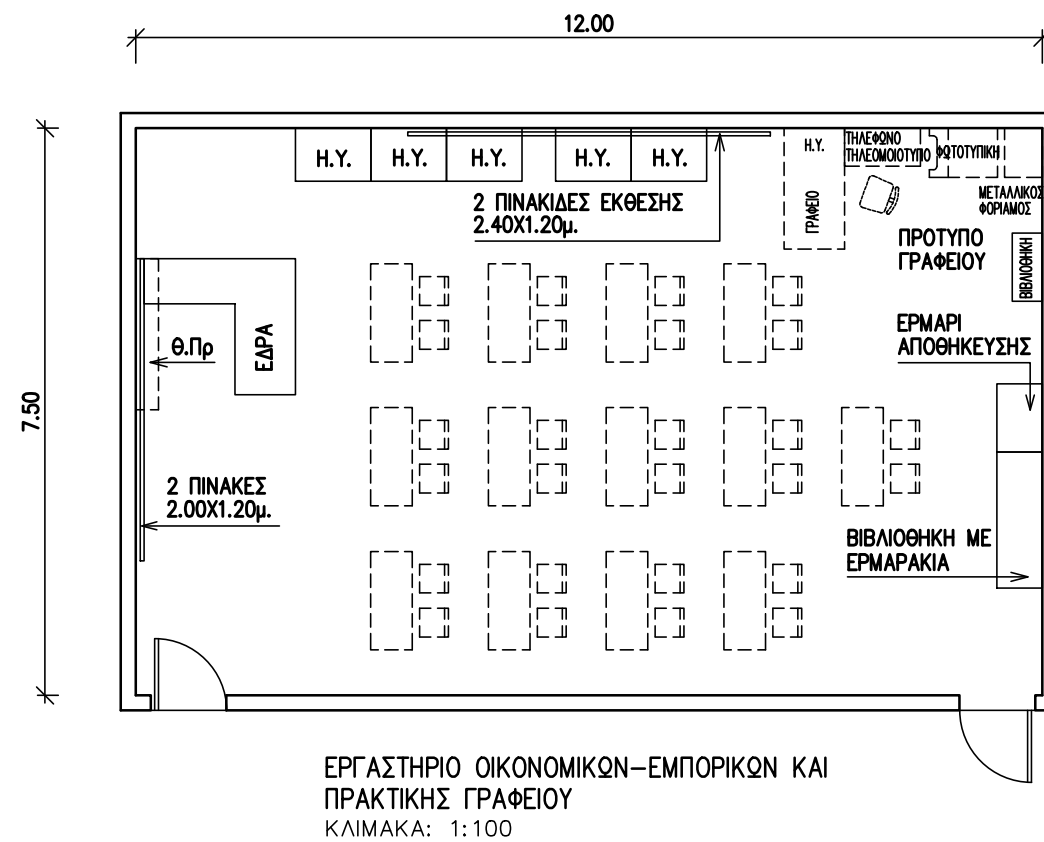 12.00
7.50
Η.Υ.
Η.Υ.
Η.Υ.
Η.Υ.
Η.Υ.
Η.Υ.
ΓΡΑΦΕΙΟ
ΤΗΛΕΦΩΝΟ
ΤΗΛΕΟΜΟΙΟΤΥΠΟ
ΦΩΤΟΤΥΠΙΚΗ
ΜΕΤΑΛΛΙΚΟΣ
ΦΟΡΙΑΜΟΣ
2 ΠΙΝΑΚΙΔΕΣ ΕΚΘΕΣΗΣ
2.40Χ1.20μ.
ΠΡΟΤΥΠΟ
ΓΡΑΦΕΙΟΥ
ΒΙΒΛΙΟΘΗΚΗ
ΕΡΜΑΡΙ
ΑΠΟΘΗΚΕΥΣΗΣ
Θ.Πρ
ΕΔΡΑ
2 ΠΙΝΑΚΕΣ
2.00Χ1.20μ.
ΒΙΒΛΙΟΘΗΚΗ ΜΕ
ΕΡΜΑΡΑΚΙΑ
ΕΡΓΑΣΤΗΡΙΟ ΟΙΚΟΝΟΜΙΚΩΝ–ΕΜΠΟΡΙΚΩΝ ΚΑΙ
ΠΡΑΚΤΙΚΗΣ ΓΡΑΦΕΙΟΥ
ΚΛΙΜΑΚΑ: 1:100